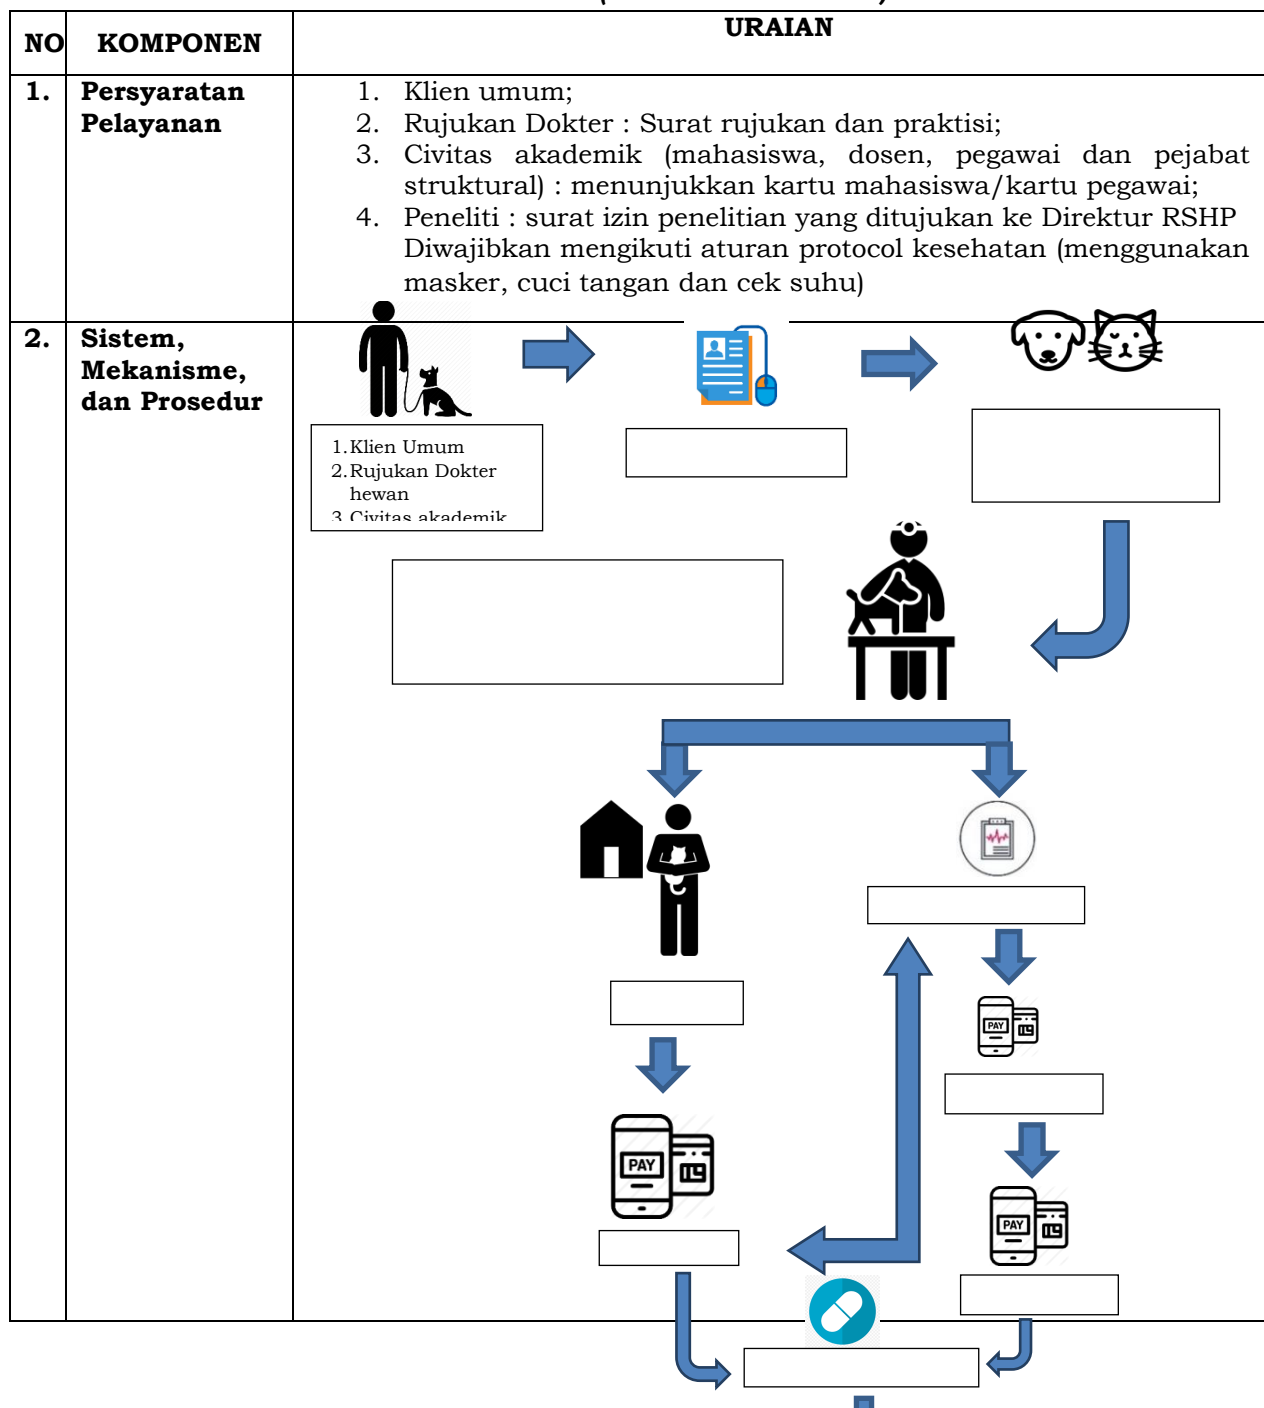 NO KOMPONEN URAIAN
1. Persyaratan Pelayanan
1. Klien umum;
2. Rujukan Dokter : Surat rujukan dan praktisi;
3. Civitas akademik (mahasiswa, dosen, pegawai dan pejabat
struktural) : menunjukkan kartu mahasiswa/kartu pegawai;
4. Peneliti : surat izin penelitian yang ditujukan ke Direktur RSHP
Diwajibkan mengikuti aturan protocol kesehatan (menggunakan
masker, cuci tangan dan cek suhu)
2. Sistem,
Mekanisme,
dan Prosedur
1.Klien Umum
2.Rujukan Dokter
hewan
3.Civitas akademik
PAY
PAY
PAY